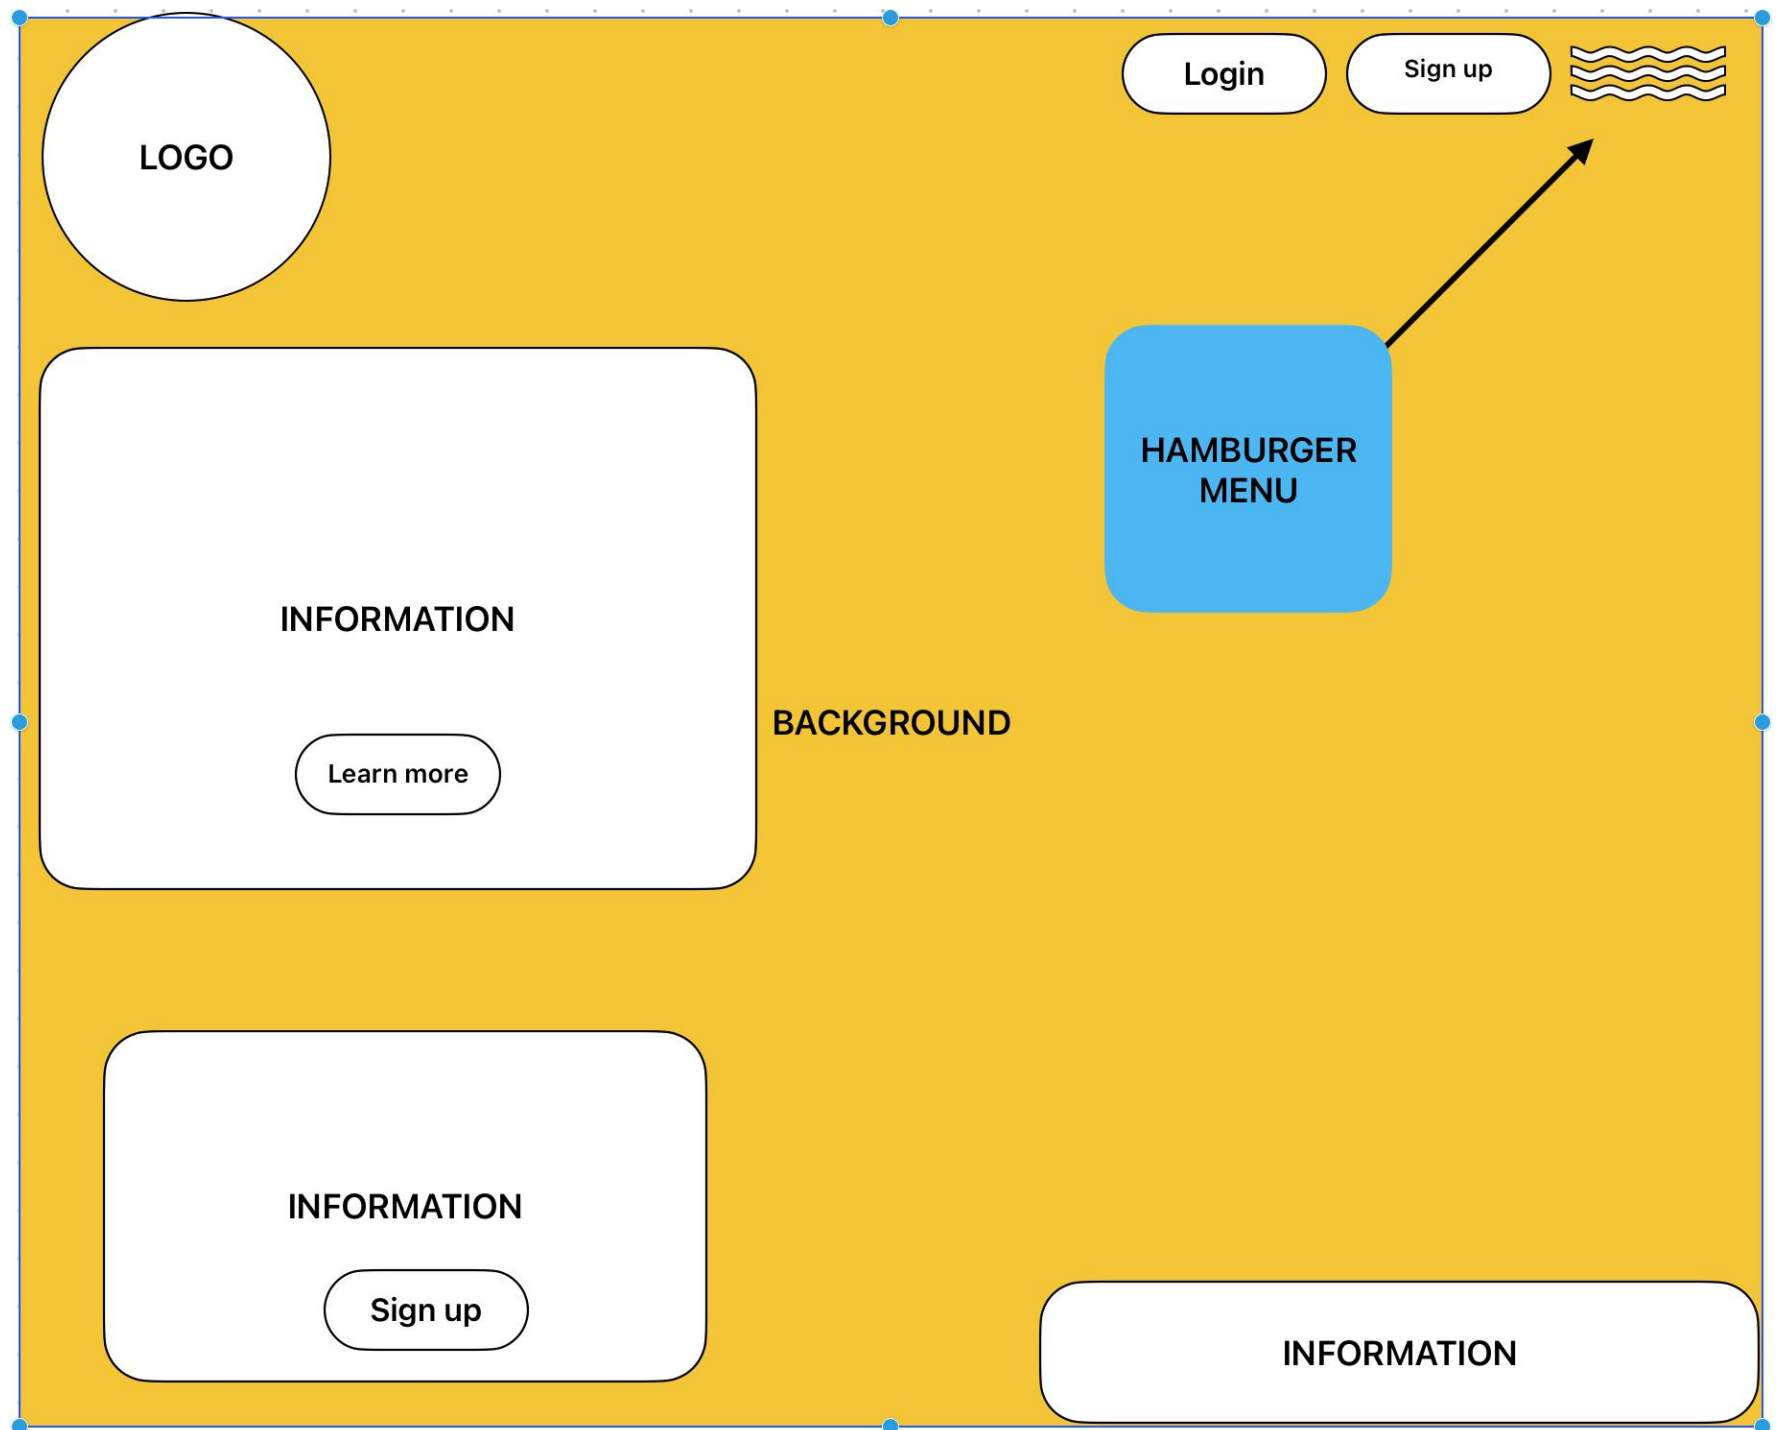 Login
Sign up
LOGO
HAMBURGER
MENU
INFORMATION
BACKGROUND
Learn more
INFORMATION
Sign up
INFORMATION